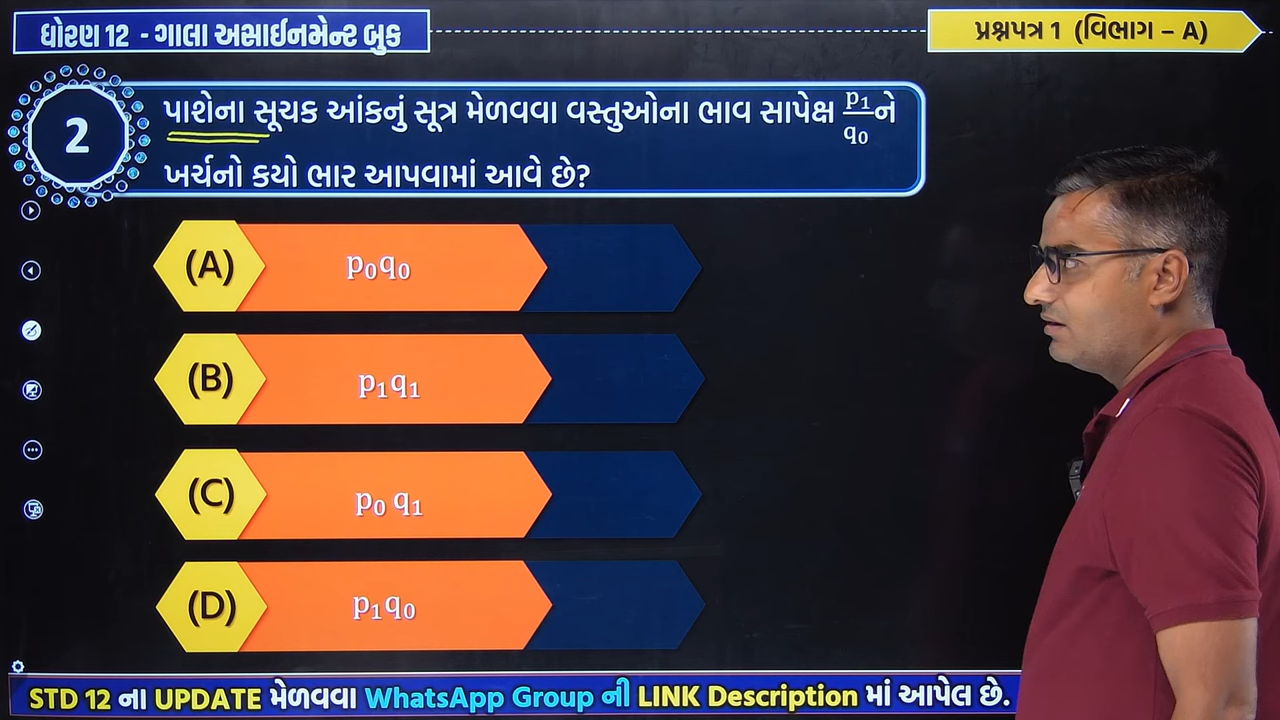 ધોરણ 12 - ગાલા અસાઈનમેન્ટ બુક
પ્રશ્નપત્ર 1 (વિભાગ – A)
2
પાશેના સૂચક આંકનું સૂત્ર મેળવવા વસ્તુઓના ભાવ સાપેક્ષ p₁/q₀ ને
ખર્ચનો કયો ભાર આપવામાં આવે છે?
(A) p₀q₀
(B) p₁q₁
(C) p₀ q₁
(D) p₁q₀
STD 12 ના UPDATE મેળવવા WhatsApp Group ની LINK Description માં આપેલ છે.